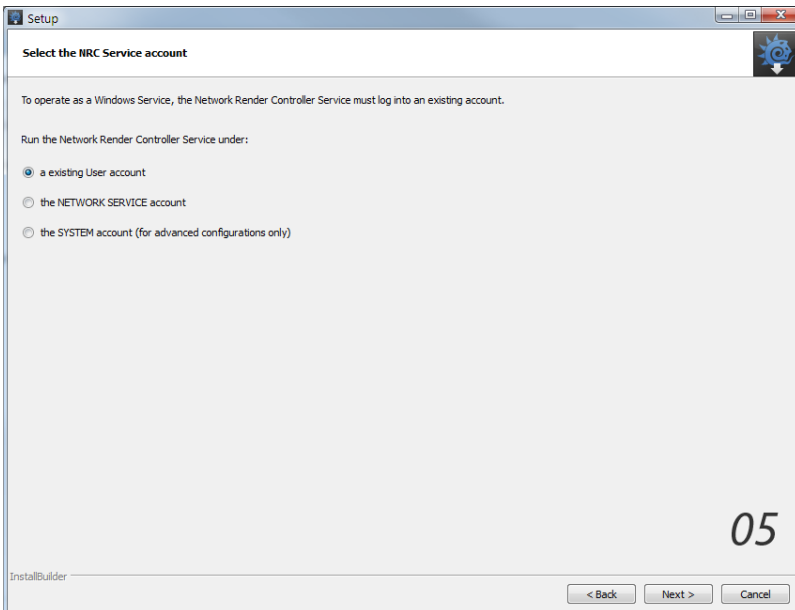 Setup
Select the NRC Service account
To operate as a Windows Service, the Network Render Controller Service must log into an existing account.
Run the Network Render Controller Service under:
a existing User account
the NETWORK SERVICE account
the SYSTEM account (for advanced configurations only)
05
InstallBuilder
< Back Next > Cancel